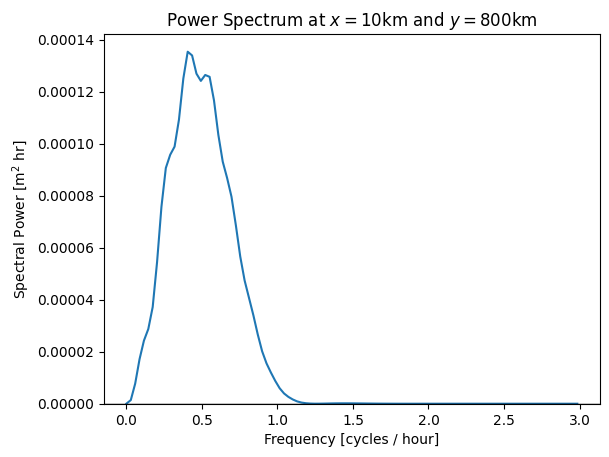 Power Spectrum at x = 10km and y = 800km
Spectral Power [m² hr]
0.00014
0.00012
0.00010
0.00008
0.00006
0.00004
0.00002
0.00000
0.0 0.5 1.0 1.5 2.0 2.5 3.0
Frequency [cycles / hour]